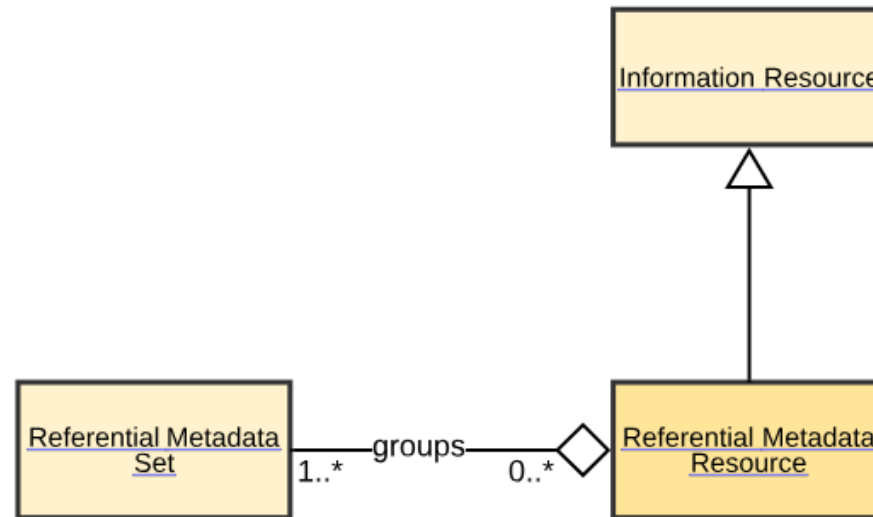 Information Resource
Referential Metadata
Set
groups
1..*
0..*
Referential Metadata
Resource